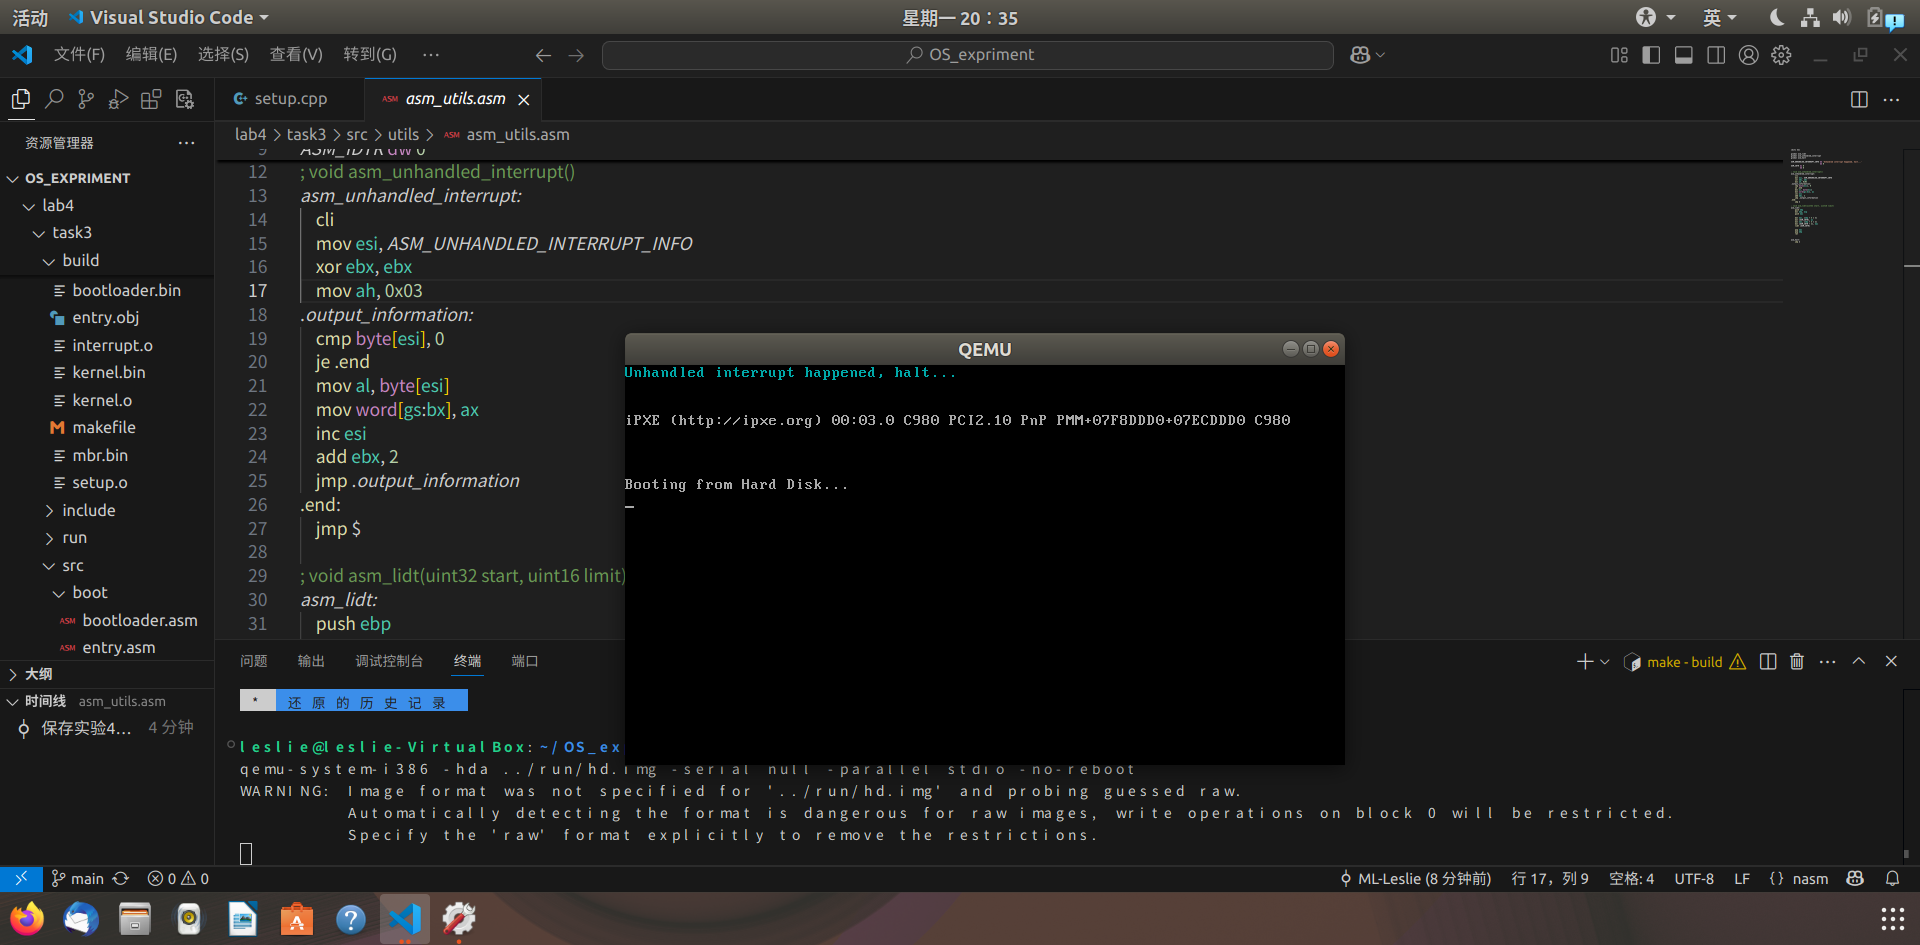 活动 Visual Studio Code 星期一 20：35 英
文件(F) 编辑(E) 选择(S) 查看(V) 转到(G) ··· OS_expriment
setup.cpp ASM asm_utils.asm
资源管理器
lab4 > task3 > src > utils > ASM asm_utils.asm
OS_EXPRIMENT
lab4
task3
build
bootloader.bin
entry.obj
interrupt.o
kernel.bin
kernel.o
makefile
mbr.bin
setup.o
include
run
src
boot
ASM bootloader.asm
ASM entry.asm
大纲
时间线 asm_utils.asm
保存实验4... 4 分钟
9 ASM_IDTR dw 0
12 ; void asm_unhandled_interrupt()
13 asm_unhandled_interrupt:
14 cli
15 mov esi, ASM_UNHANDLED_INTERRUPT_INFO
16 xor ebx, ebx
17 mov ah, 0x03
18 .output_information:
19 cmp byte[esi], 0
20 je .end
21 mov al, byte[esi]
22 mov word[gs:bx], ax
23 inc esi
24 add ebx, 2
25 jmp .output_information
26 .end:
27 jmp $
28
29 ; void asm_lidt(uint32 start, uint16 limit)
30 asm_lidt:
31 push ebp
QEMU
Unhandled interrupt happened, halt...
iPXE (http://ipxe.org) 00:03.0 C980 PCI2.10 PnP PMM+07F8DDD0+07ECDDD0 C980
Booting from Hard Disk...
问题 输出 调试控制台 终端 端口 make - build
* 还原的历史记录
leslie@leslie-VirtualBox:~/OS_ex
qemu-system-i386 -hda ../run/hd.img -serial null -parallel stdio -no-reboot
WARNING: Image format was not specified for '../run/hd.img' and probing guessed raw.
Automatically detecting the format is dangerous for raw images, write operations on block 0 will be restricted.
Specify the 'raw' format explicitly to remove the restrictions.
main 0 0 ML-Leslie (8 分钟前) 行 17，列 9 空格: 4 UTF-8 LF {} nasm